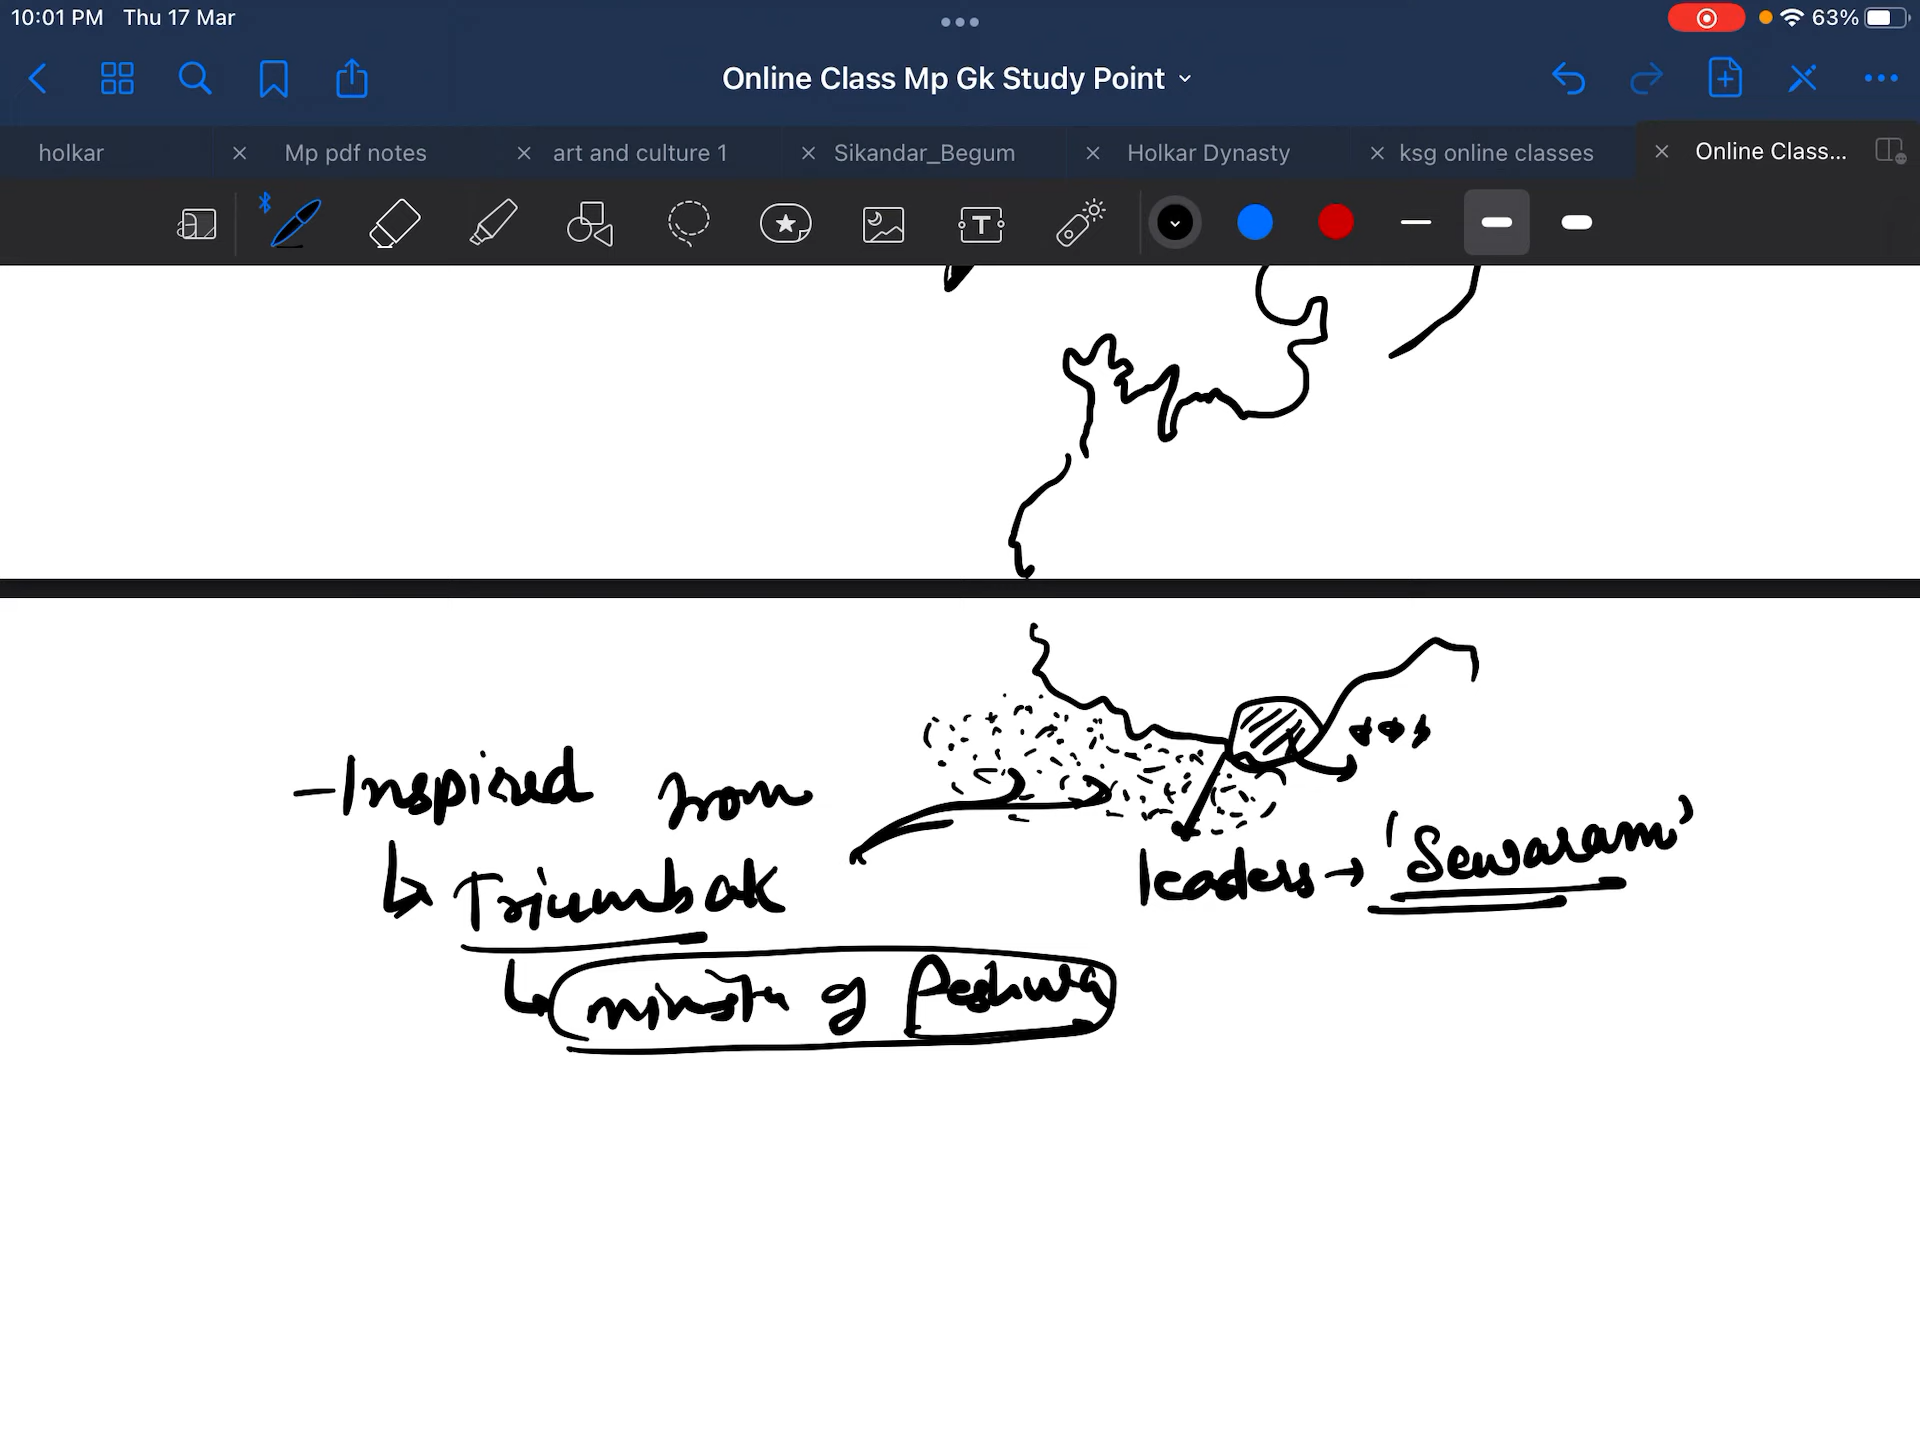 10:01 PM Thu 17 Mar
63%
Online Class Mp Gk Study Point
holkar
Mp pdf notes
art and culture 1
Sikandar_Begum
Holkar Dynasty
ksg online classes
Online Class...
T
- Inspired from
↳ Triumbak
↳ minister of Peshwa
leaders → 'Sewaram'